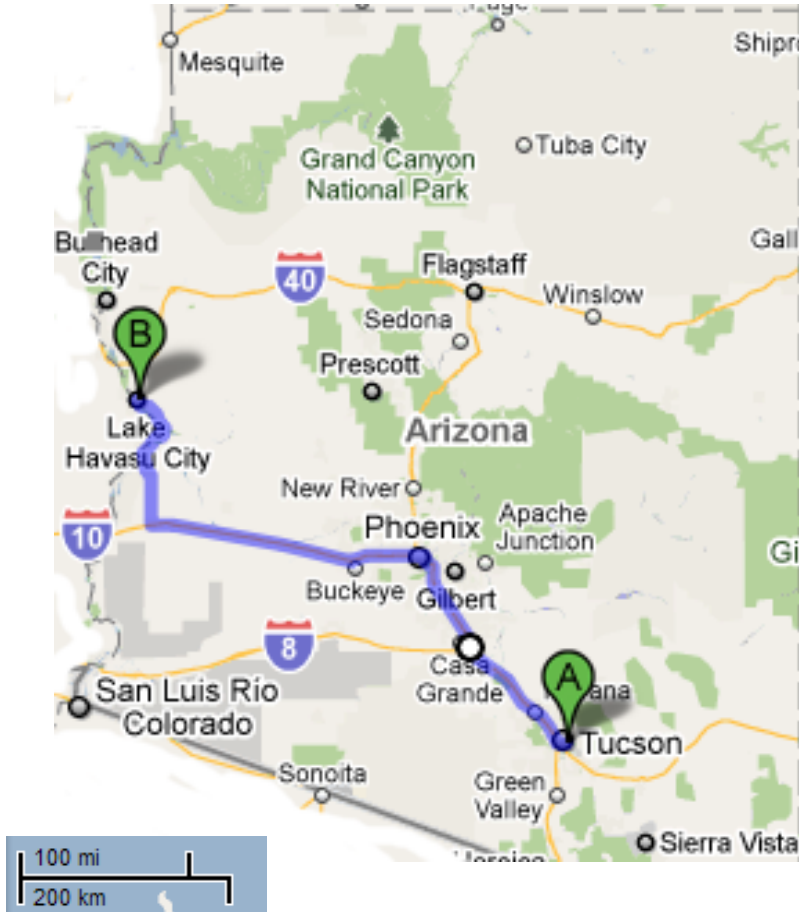 Mesquite
Shipr
Tuba City
Grand Canyon
National Park
City
Gall
40
Flagstaff
Winslow
Sedona
B
Prescott
Lake
Havasu City
Arizona
New River
10
Phoenix
Apache
Junction
Gi
Buckeye
Gilbert
8
Casa
Grande
A
San Luis Río
Colorado
Tucson
Sonoita
Green
Valley
Sierra Vista
100 mi
200 km